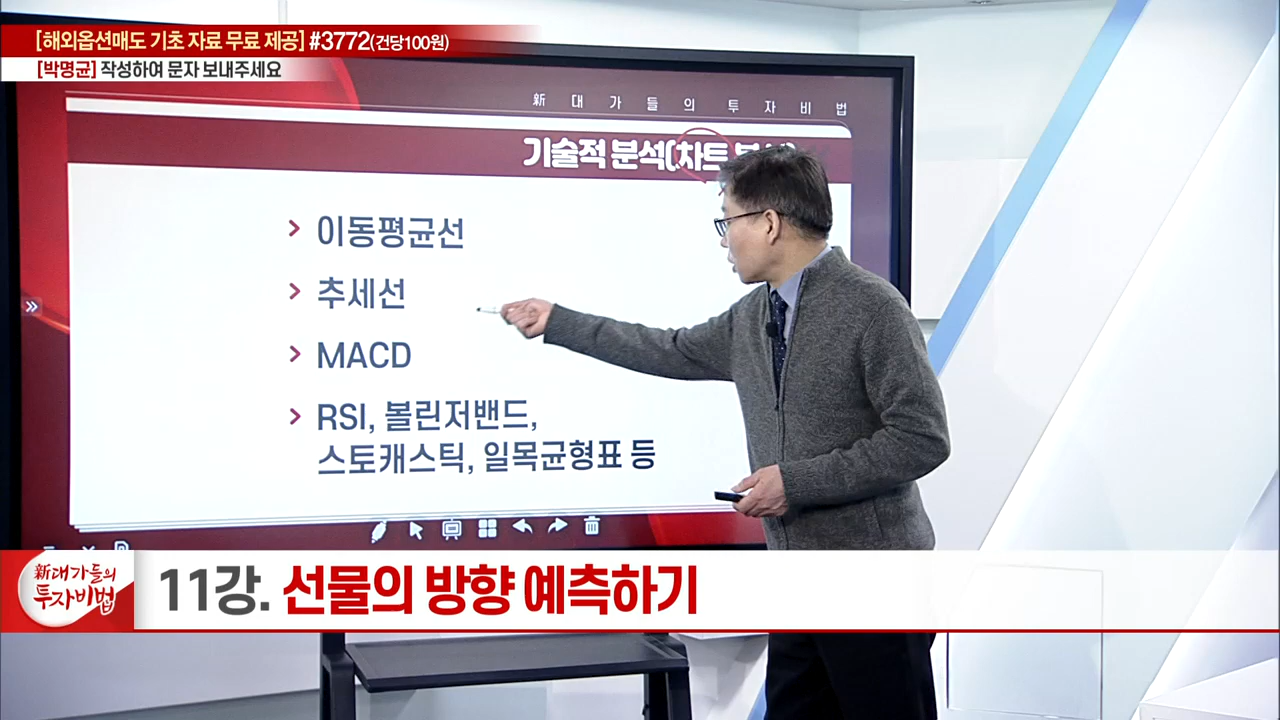 [해외옵션매도 기초 자료 무료 제공] #3772(건당100원)
[박명균] 작성하여 문자 보내주세요
新 대 가 들 의 투 자 비 법
기술적 분석(차트
이동평균선
추세선
MACD
RSI, 볼린저밴드,
스토캐스틱, 일목균형표 등
新대가들의
투자비법
11강. 선물의 방향 예측하기